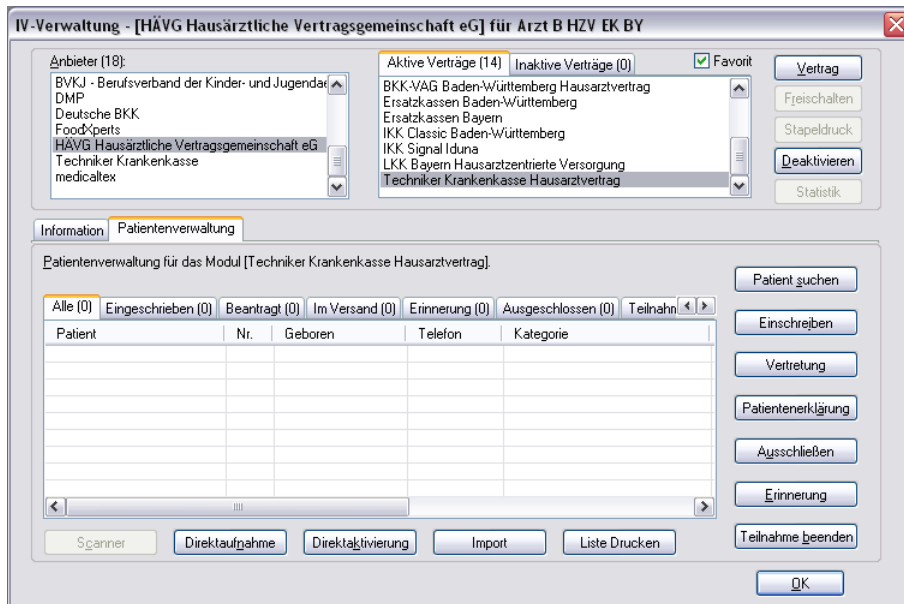 IV-Verwaltung - [HÄVG Hausärztliche Vertragsgemeinschaft eG] für Arzt B HZV EK BY
Anbieter (18):
BVKJ - Berufsverband der Kinder- und Jugendae
DMP
Deutsche BKK
FoodXperts
HÄVG Hausärztliche Vertragsgemeinschaft eG
Techniker Krankenkasse
medicaltex
Aktive Verträge (14) Inaktive Verträge (0) Favorit
BKK-VAG Baden-Württemberg Hausarztvertrag
Ersatzkassen Baden-Württemberg
Ersatzkassen Bayern
IKK Classic Baden-Württemberg
IKK Signal Iduna
LKK Bayern Hausarztzentrierte Versorgung
Techniker Krankenkasse Hausarztvertrag
Vertrag
Freischalten
Stapeldruck
Deaktivieren
Statistik
Information Patientenverwaltung
Patientenverwaltung für das Modul [Techniker Krankenkasse Hausarztvertrag].
Alle (0) Eingeschrieben (0) Beantragt (0) Im Versand (0) Erinnerung (0) Ausgeschlossen (0) Teilnahn
Patient Nr. Geboren Telefon Kategorie
Patient suchen
Einschreiben
Vertretung
Patientenerklärung
Ausschließen
Erinnerung
Teilnahme beenden
Scanner Direktaufnahme Direktaktivierung Import Liste Drucken
OK